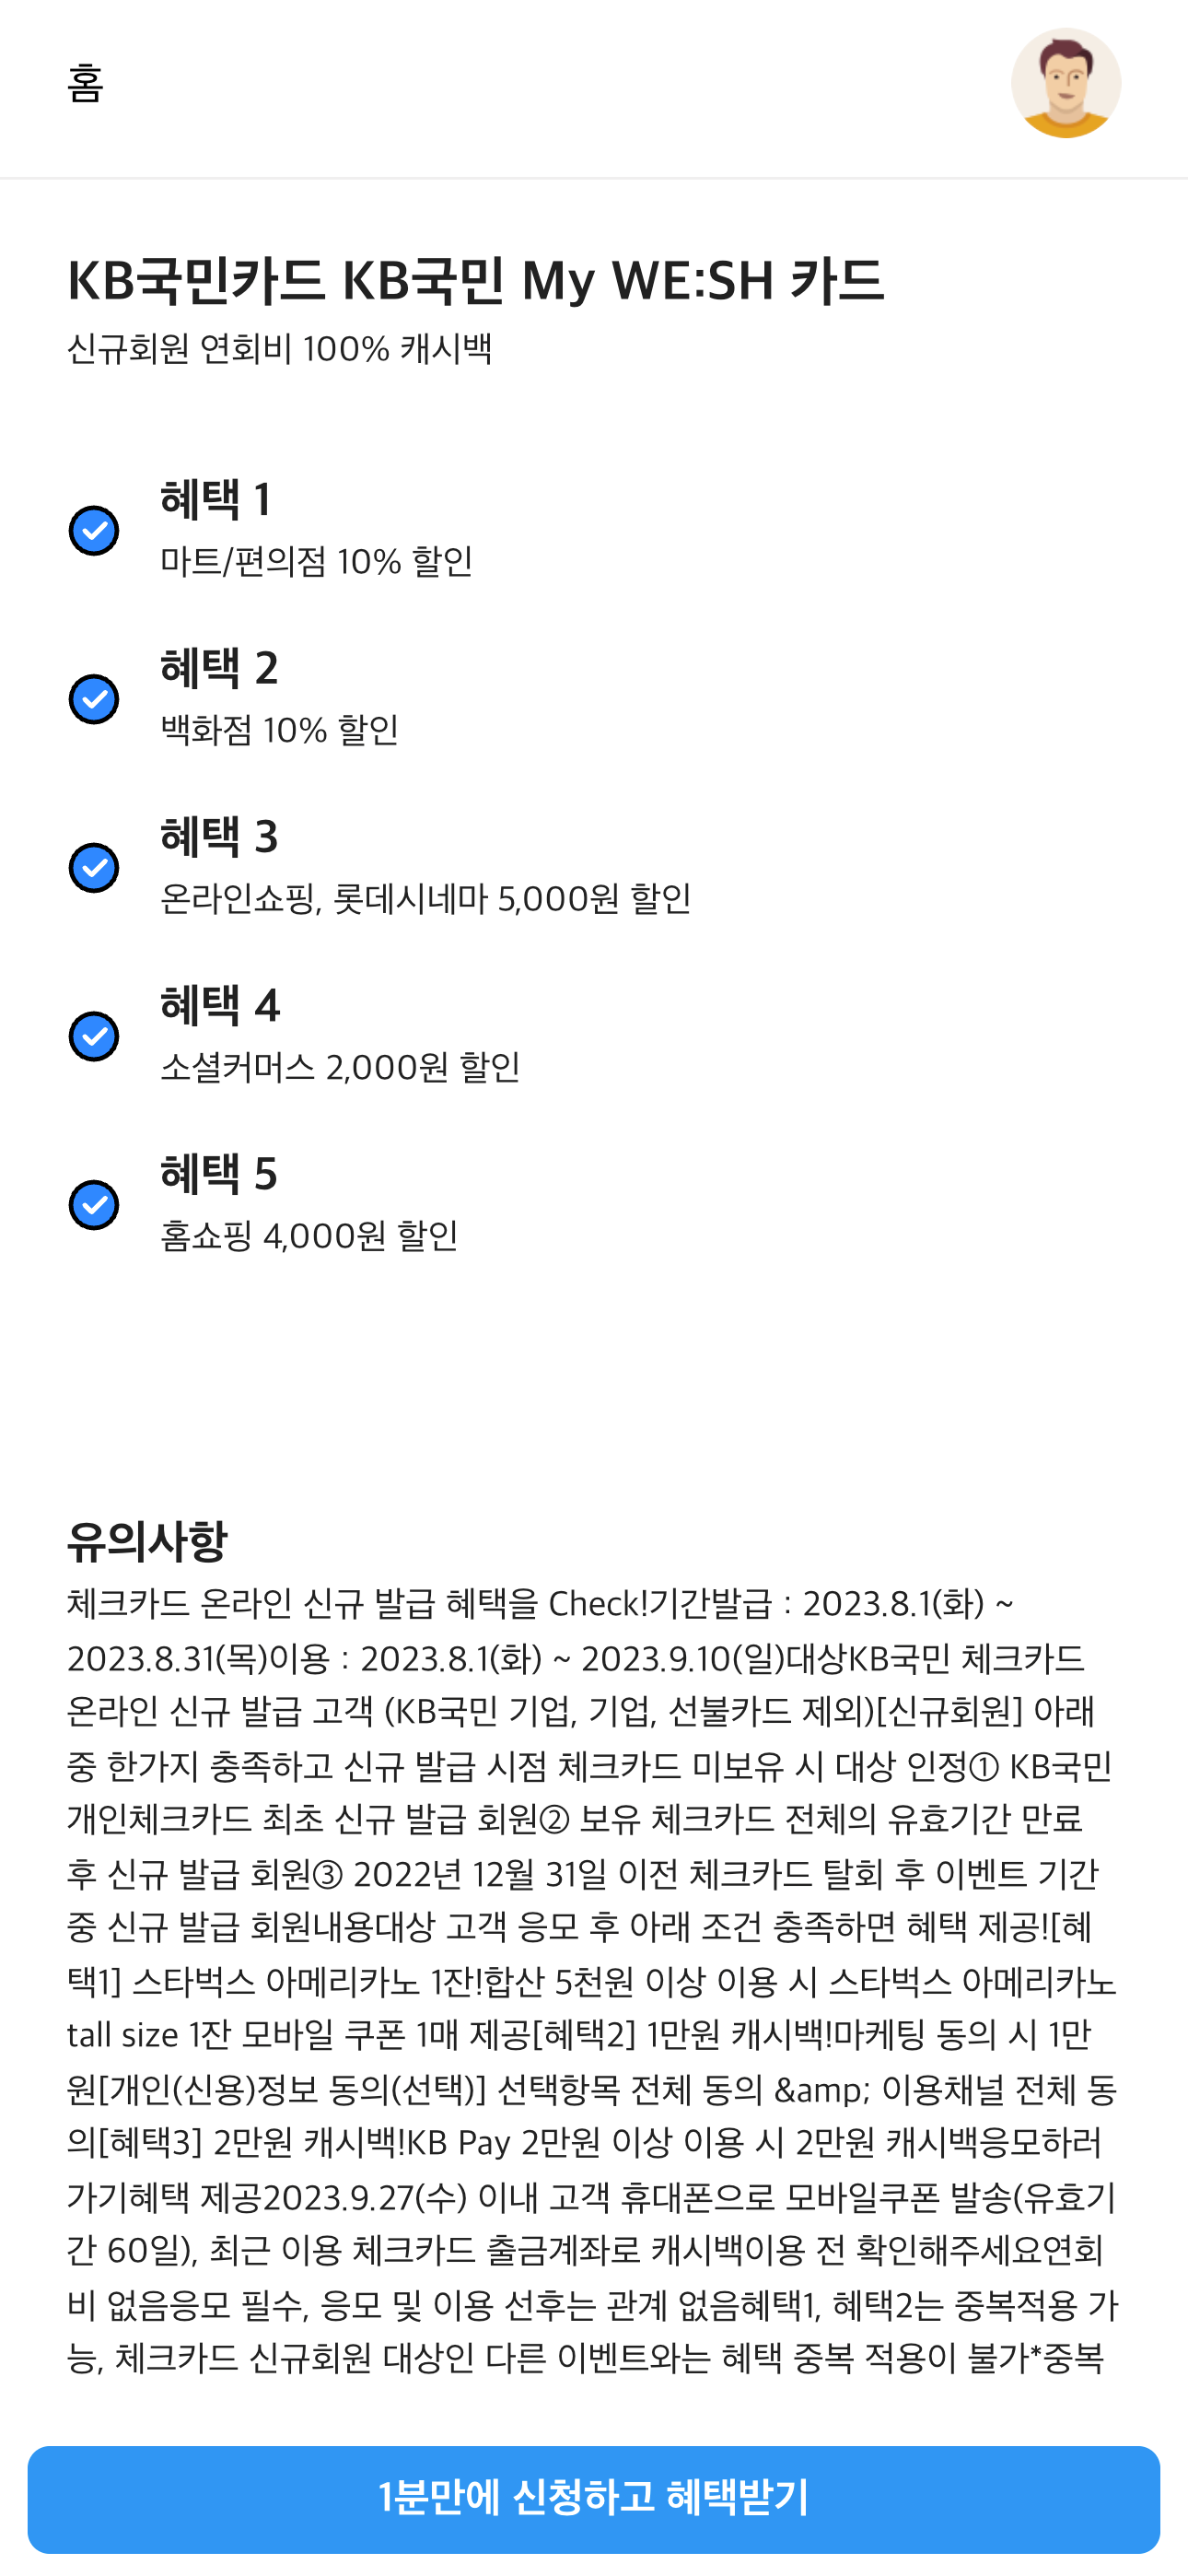 홈
KB국민카드 KB국민 My WE:SH 카드
신규회원 연회비 100% 캐시백
혜택 1
마트/편의점 10% 할인
혜택 2
백화점 10% 할인
혜택 3
온라인쇼핑, 롯데시네마 5,000원 할인
혜택 4
소셜커머스 2,000원 할인
혜택 5
홈쇼핑 4,000원 할인
유의사항
체크카드 온라인 신규 발급 혜택을 Check!기간발급 : 2023.8.1(화) ~
2023.8.31(목)이용 : 2023.8.1(화) ~ 2023.9.10(일)대상KB국민 체크카드
온라인 신규 발급 고객 (KB국민 기업, 기업, 선불카드 제외)[신규회원] 아래
중 한가지 충족하고 신규 발급 시점 체크카드 미보유 시 대상 인정① KB국민
개인체크카드 최초 신규 발급 회원② 보유 체크카드 전체의 유효기간 만료
후 신규 발급 회원③ 2022년 12월 31일 이전 체크카드 탈회 후 이벤트 기간
중 신규 발급 회원내용대상 고객 응모 후 아래 조건 충족하면 혜택 제공![혜
택1] 스타벅스 아메리카노 1잔!합산 5천원 이상 이용 시 스타벅스 아메리카노
tall size 1잔 모바일 쿠폰 1매 제공[혜택2] 1만원 캐시백!마케팅 동의 시 1만
원[개인(신용)정보 동의(선택)] 선택항목 전체 동의 &amp; 이용채널 전체 동
의[혜택3] 2만원 캐시백!KB Pay 2만원 이상 이용 시 2만원 캐시백응모하러
가기혜택 제공2023.9.27(수) 이내 고객 휴대폰으로 모바일쿠폰 발송(유효기
간 60일), 최근 이용 체크카드 출금계좌로 캐시백이용 전 확인해주세요연회
비 없음응모 필수, 응모 및 이용 선후는 관계 없음혜택1, 혜택2는 중복적용 가
능, 체크카드 신규회원 대상인 다른 이벤트와는 혜택 중복 적용이 불가*중복
1분만에 신청하고 혜택받기